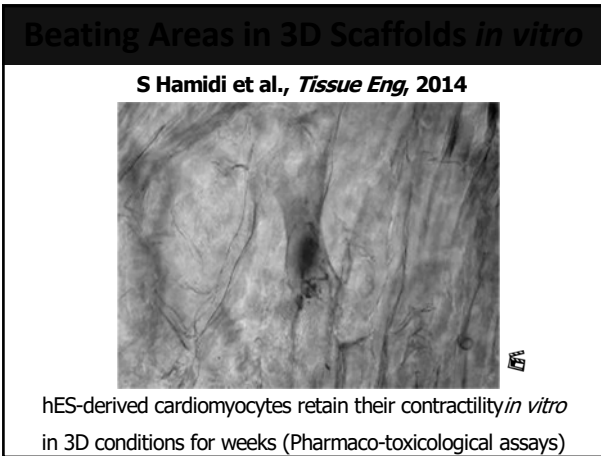 Beating Areas in 3D Scaffolds in vitro
S Hamidi et al., Tissue Eng, 2014
hES-derived cardiomyocytes retain their contractility in vitro
in 3D conditions for weeks (Pharmaco-toxicological assays)